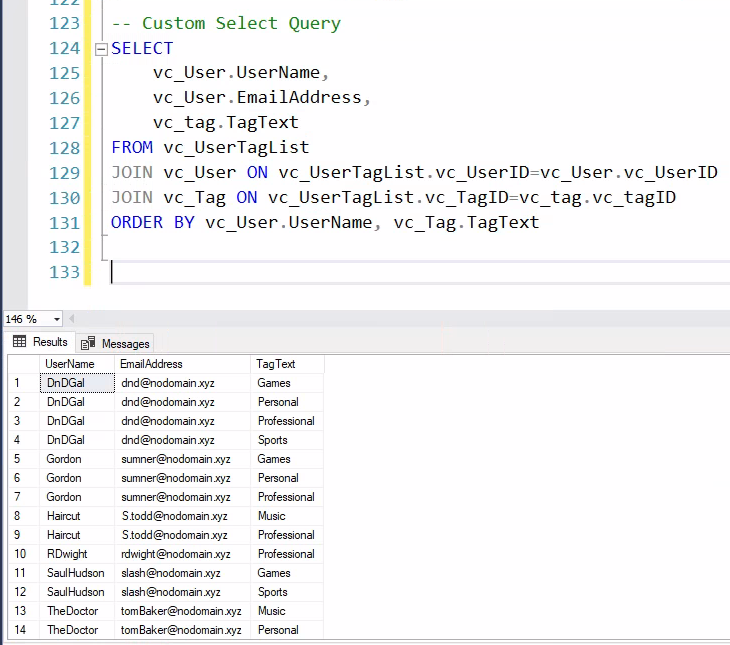 122
123 -- Custom Select Query
124 SELECT
125 vc_User.UserName,
126 vc_User.EmailAddress,
127 vc_tag.TagText
128 FROM vc_UserTagList
129 JOIN vc_User ON vc_UserTagList.vc_UserID=vc_User.vc_UserID
130 JOIN vc_Tag ON vc_UserTagList.vc_TagID=vc_tag.vc_tagID
131 ORDER BY vc_User.UserName, vc_Tag.TagText
132
133
146 %
Results Messages
UserName EmailAddress TagText
1 DnDGal dnd@nodomain.xyz Games
2 DnDGal dnd@nodomain.xyz Personal
3 DnDGal dnd@nodomain.xyz Professional
4 DnDGal dnd@nodomain.xyz Sports
5 Gordon sumner@nodomain.xyz Games
6 Gordon sumner@nodomain.xyz Personal
7 Gordon sumner@nodomain.xyz Professional
8 Haircut S.todd@nodomain.xyz Music
9 Haircut S.todd@nodomain.xyz Professional
10 RDwight rdwight@nodomain.xyz Professional
11 SaulHudson slash@nodomain.xyz Games
12 SaulHudson slash@nodomain.xyz Sports
13 TheDoctor tomBaker@nodomain.xyz Music
14 TheDoctor tomBaker@nodomain.xyz Personal